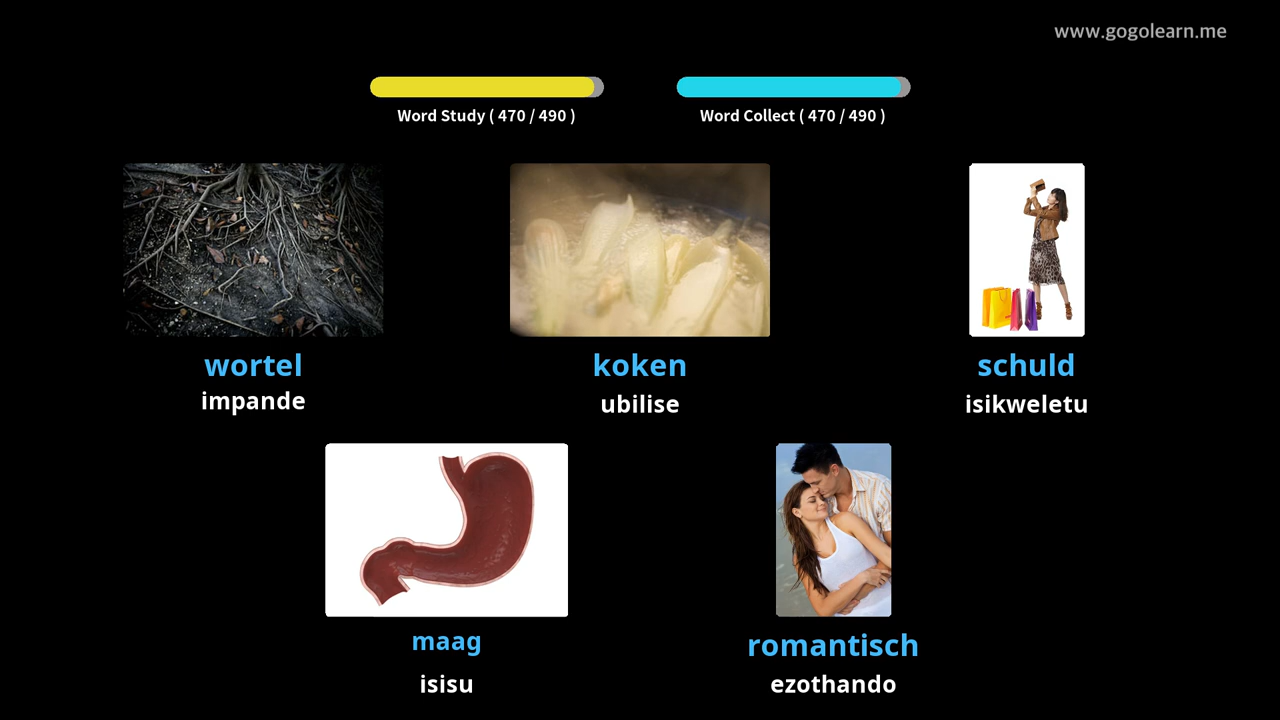 www.gogolearn.me
Word Study ( 470 / 490 )
Word Collect ( 470 / 490 )
wortel
impande
koken
ubilise
schuld
isikweletu
maag
isisu
romantisch
ezothando